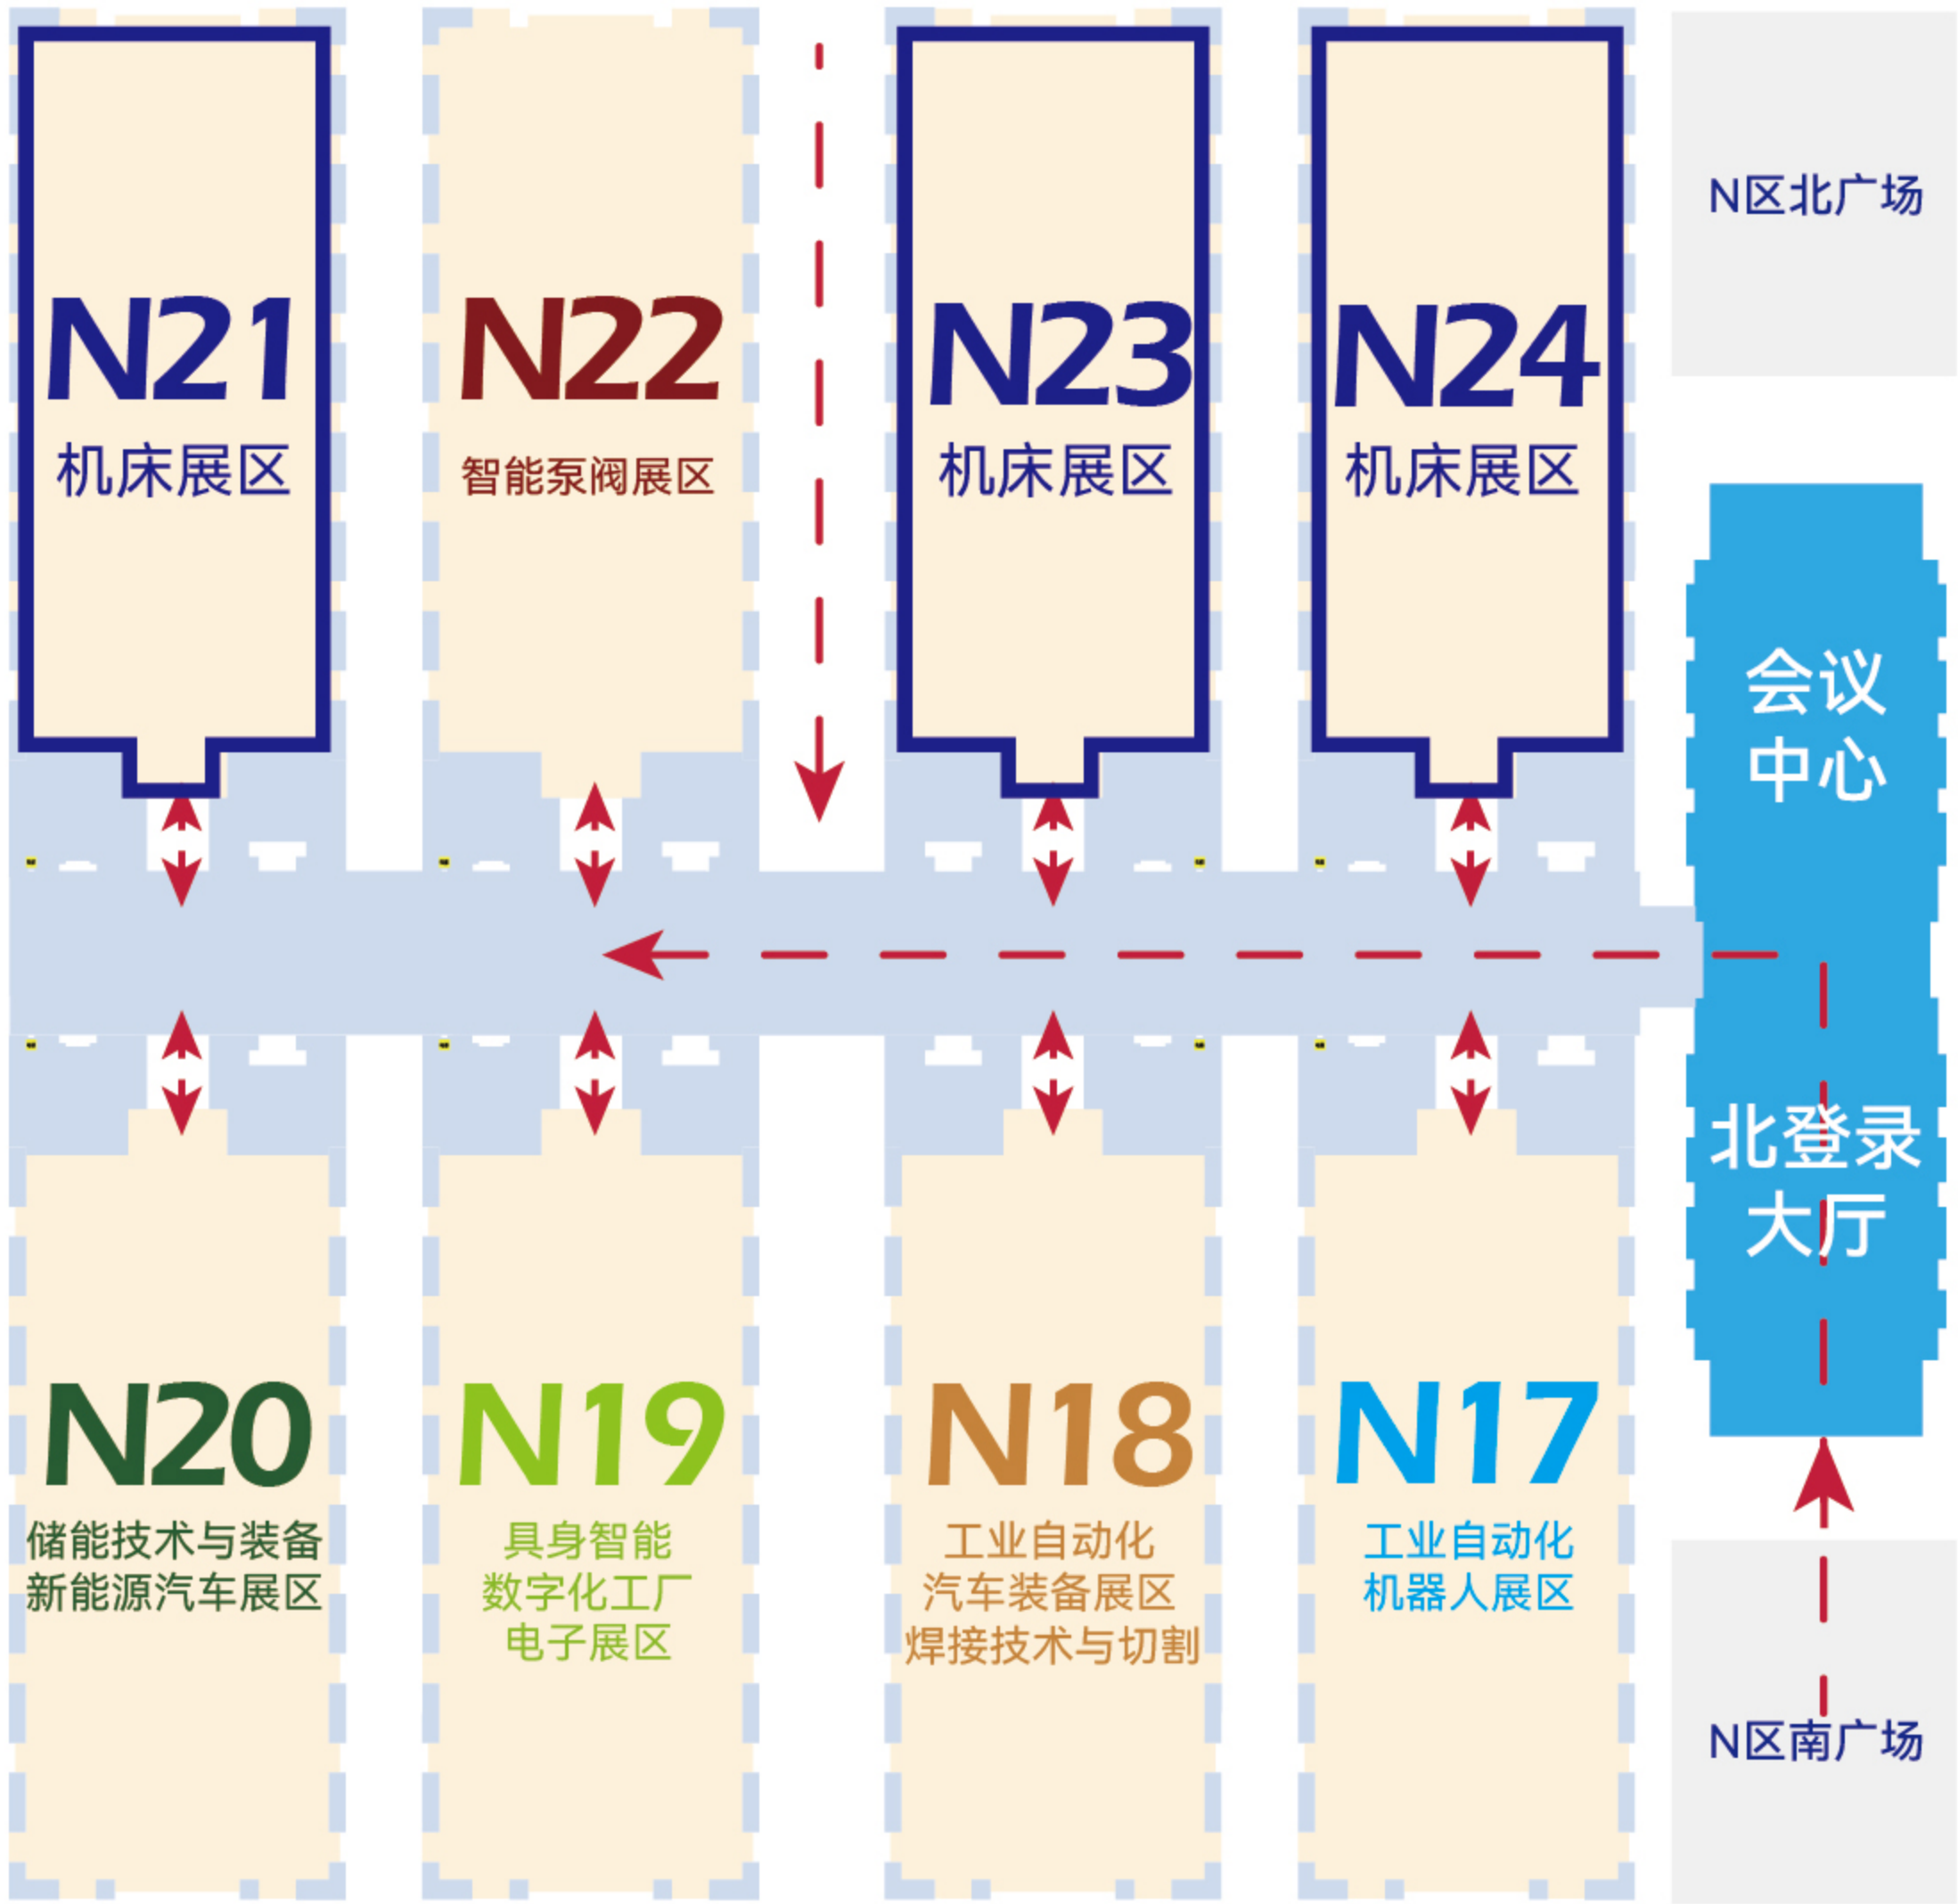 N21
机床展区
N22
智能泵阀展区
N23
机床展区
N24
机床展区
N区北广场
会议
中心
北登录
大厅
N20
储能技术与装备
新能源汽车展区
N19
具身智能
数字化工厂
电子展区
N18
工业自动化
汽车装备展区
焊接技术与切割
N17
工业自动化
机器人展区
N区南广场